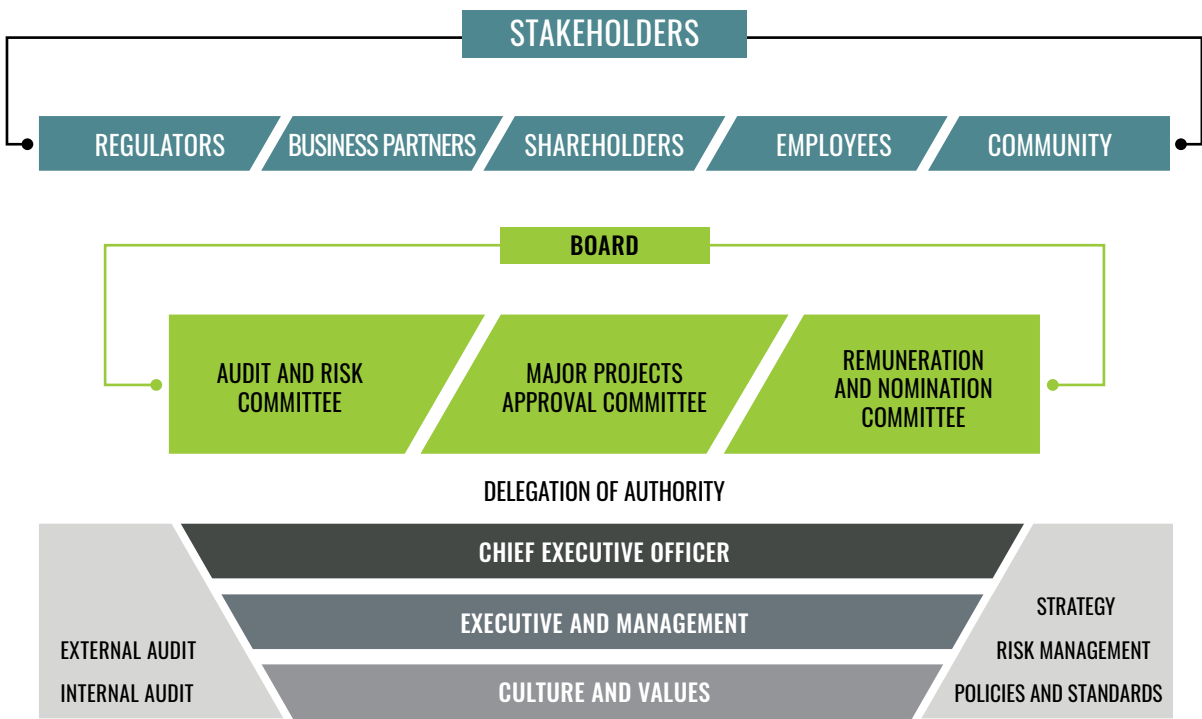 STAKEHOLDERS
REGULATORS
BUSINESS PARTNERS
SHAREHOLDERS
EMPLOYEES
COMMUNITY
BOARD
AUDIT AND RISK
COMMITTEE
MAJOR PROJECTS
APPROVAL COMMITTEE
REMUNERATION
AND NOMINATION
COMMITTEE
DELEGATION OF AUTHORITY
CHIEF EXECUTIVE OFFICER
EXECUTIVE AND MANAGEMENT
CULTURE AND VALUES
EXTERNAL AUDIT
INTERNAL AUDIT
STRATEGY
RISK MANAGEMENT
POLICIES AND STANDARDS